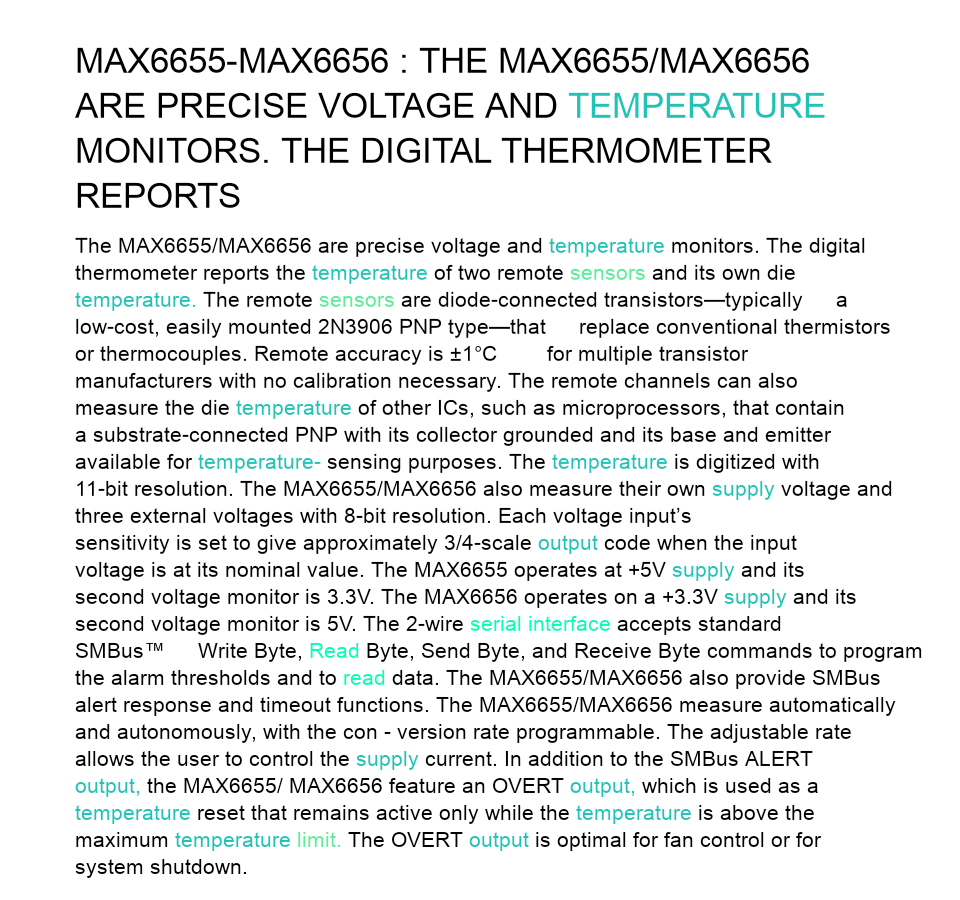 MAX6655-MAX6656 : THE MAX6655/MAX6656
ARE PRECISE VOLTAGE AND TEMPERATURE
MONITORS. THE DIGITAL THERMOMETER
REPORTS
The MAX6655/MAX6656 are precise voltage and temperature monitors. The digital
thermometer reports the temperature of two remote sensors and its own die
temperature. The remote sensors are diode-connected transistors—typically a
low-cost, easily mounted 2N3906 PNP type—that replace conventional thermistors
or thermocouples. Remote accuracy is ±1°C for multiple transistor
manufacturers with no calibration necessary. The remote channels can also
measure the die temperature of other ICs, such as microprocessors, that contain
a substrate-connected PNP with its collector grounded and its base and emitter
available for temperature- sensing purposes. The temperature is digitized with
11-bit resolution. The MAX6655/MAX6656 also measure their own supply voltage and
three external voltages with 8-bit resolution. Each voltage input’s
sensitivity is set to give approximately 3/4-scale output code when the input
voltage is at its nominal value. The MAX6655 operates at +5V supply and its
second voltage monitor is 3.3V. The MAX6656 operates on a +3.3V supply and its
second voltage monitor is 5V. The 2-wire serial interface accepts standard
SMBus™ Write Byte, Read Byte, Send Byte, and Receive Byte commands to program
the alarm thresholds and to read data. The MAX6655/MAX6656 also provide SMBus
alert response and timeout functions. The MAX6655/MAX6656 measure automatically
and autonomously, with the con - version rate programmable. The adjustable rate
allows the user to control the supply current. In addition to the SMBus ALERT
output, the MAX6655/ MAX6656 feature an OVERT output, which is used as a
temperature reset that remains active only while the temperature is above the
maximum temperature limit. The OVERT output is optimal for fan control or for
system shutdown.